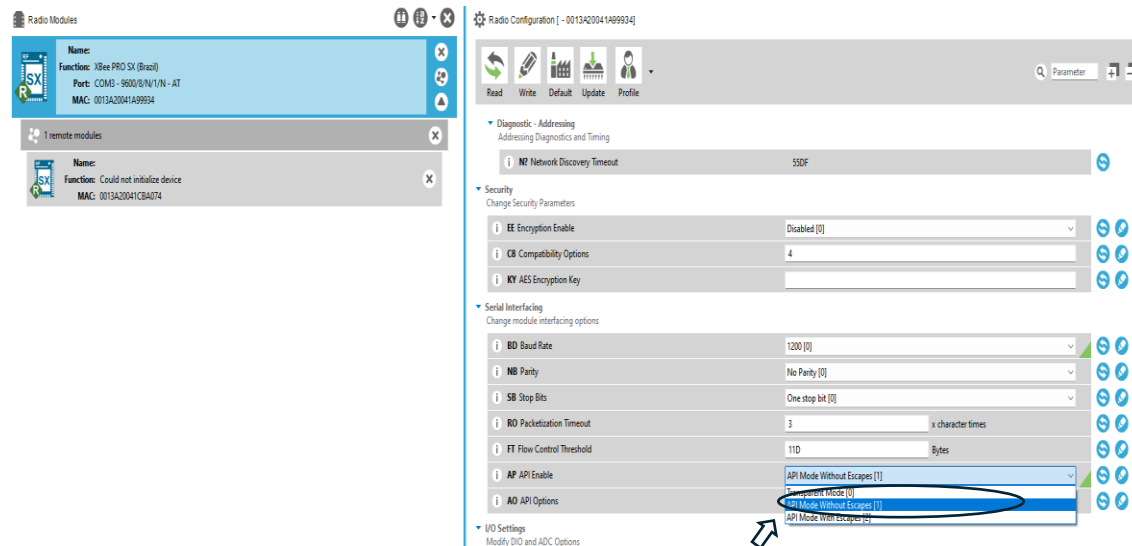 Radio Modules
Name:
Function: XBee PRO SX (Brazil)
Port: COM3 - 9600/8/N/1/N - AT
MAC: 0013A20041A99934
SX
R
1 remote modules
Name:
Function: Could not initialize device
MAC: 0013A20041CBA074
SX
R
Radio Configuration [ - 0013A20041A99934]
Read Write Default Update Profile
Parameter
Diagnostic - Addressing
Addressing Diagnostics and Timing
i N? Network Discovery Timeout 55DF
Security
Change Security Parameters
i EE Encryption Enable Disabled [0]
i C8 Compatibility Options 4
i KY AES Encryption Key
Serial Interfacing
Change module interfacing options
i BD Baud Rate 1200 [0]
i NB Parity No Parity [0]
i SB Stop Bits One stop bit [0]
i RO Packetization Timeout 3 x character times
i FT Flow Control Threshold 11D Bytes
i AP API Enable API Mode Without Escapes [1]
Transparent Mode [0]
API Mode Without Escapes [1]
API Mode With Escapes [2]
i AO API Options
I/O Settings
Modify DIO and ADC Options